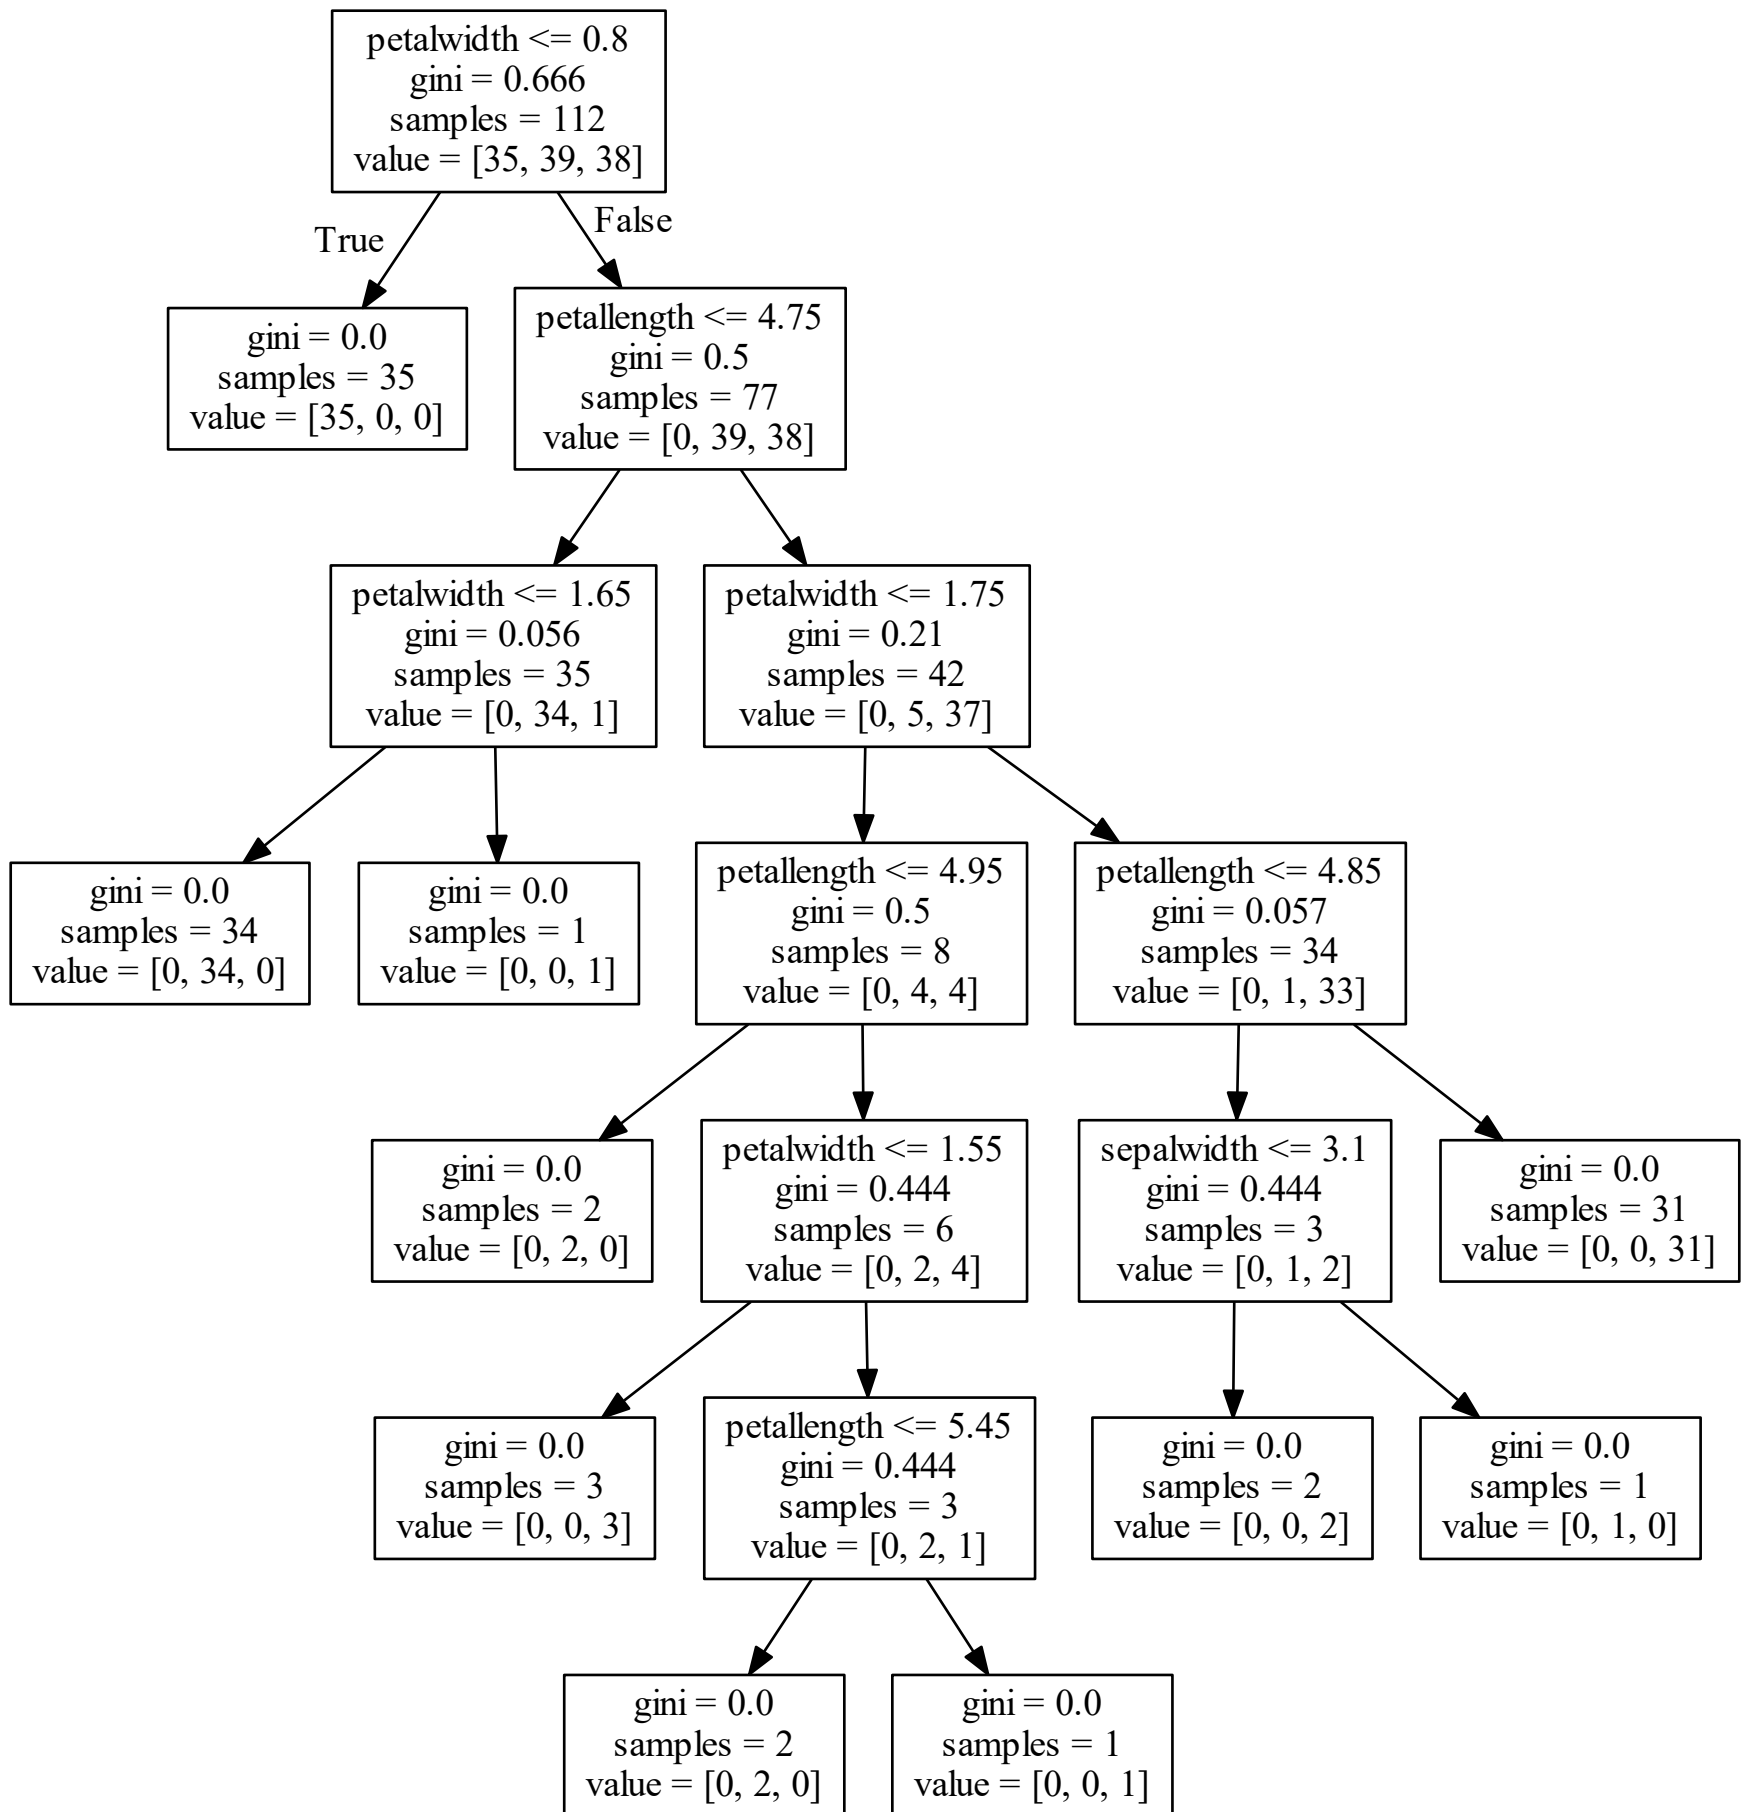 petalwidth <= 0.8
gini = 0.666
samples = 112
value = [35, 39, 38]
True
False
gini = 0.0
samples = 35
value = [35, 0, 0]
petallength <= 4.75
gini = 0.5
samples = 77
value = [0, 39, 38]
petalwidth <= 1.65
gini = 0.056
samples = 35
value = [0, 34, 1]
petalwidth <= 1.75
gini = 0.21
samples = 42
value = [0, 5, 37]
gini = 0.0
samples = 34
value = [0, 34, 0]
gini = 0.0
samples = 1
value = [0, 0, 1]
petallength <= 4.95
gini = 0.5
samples = 8
value = [0, 4, 4]
petallength <= 4.85
gini = 0.057
samples = 34
value = [0, 1, 33]
gini = 0.0
samples = 2
value = [0, 2, 0]
petalwidth <= 1.55
gini = 0.444
samples = 6
value = [0, 2, 4]
sepalwidth <= 3.1
gini = 0.444
samples = 3
value = [0, 1, 2]
gini = 0.0
samples = 31
value = [0, 0, 31]
gini = 0.0
samples = 3
value = [0, 0, 3]
petallength <= 5.45
gini = 0.444
samples = 3
value = [0, 2, 1]
gini = 0.0
samples = 2
value = [0, 0, 2]
gini = 0.0
samples = 1
value = [0, 1, 0]
gini = 0.0
samples = 2
value = [0, 2, 0]
gini = 0.0
samples = 1
value = [0, 0, 1]